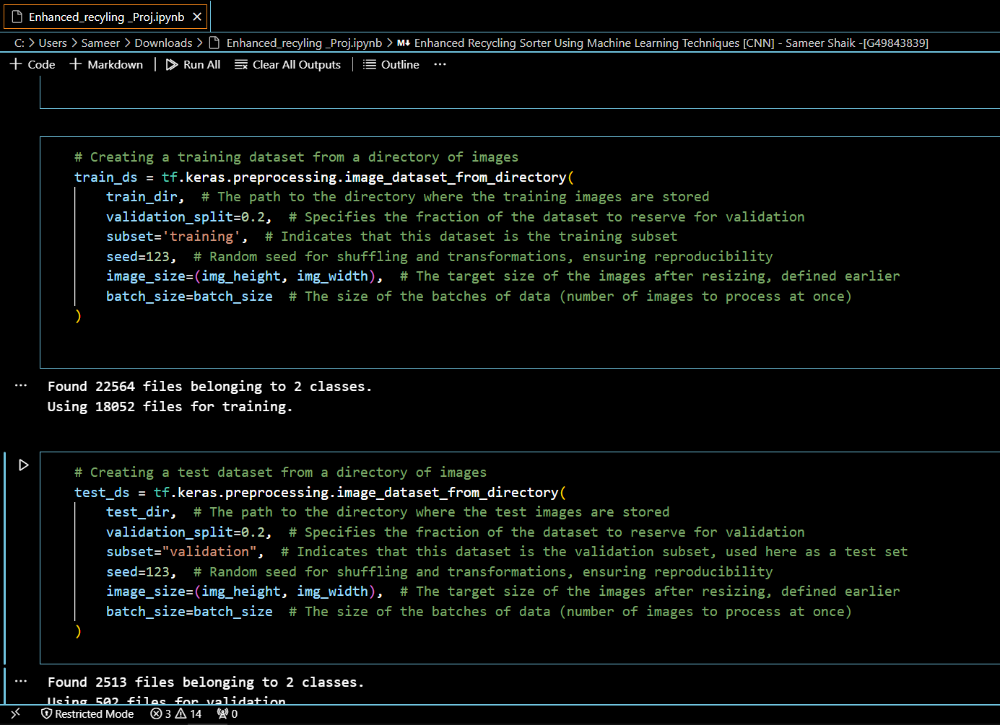 Enhanced_recyling _Proj.ipynb
C: > Users > Sameer > Downloads > Enhanced_recyling _Proj.ipynb > M↓ Enhanced Recycling Sorter Using Machine Learning Techniques [CNN] - Sameer Shaik -[G49843839]
+ Code + Markdown | Run All Clear All Outputs | Outline ...
# Creating a training dataset from a directory of images
train_ds = tf.keras.preprocessing.image_dataset_from_directory(
    train_dir,  # The path to the directory where the training images are stored
    validation_split=0.2,  # Specifies the fraction of the dataset to reserve for validation
    subset='training',  # Indicates that this dataset is the training subset
    seed=123,  # Random seed for shuffling and transformations, ensuring reproducibility
    image_size=(img_height, img_width),  # The target size of the images after resizing, defined earlier
    batch_size=batch_size  # The size of the batches of data (number of images to process at once)
)
... Found 22564 files belonging to 2 classes.
Using 18052 files for training.
# Creating a test dataset from a directory of images
test_ds = tf.keras.preprocessing.image_dataset_from_directory(
    test_dir,  # The path to the directory where the test images are stored
    validation_split=0.2,  # Specifies the fraction of the dataset to reserve for validation
    subset="validation",  # Indicates that this dataset is the validation subset, used here as a test set
    seed=123,  # Random seed for shuffling and transformations, ensuring reproducibility
    image_size=(img_height, img_width),  # The target size of the images after resizing, defined earlier
    batch_size=batch_size  # The size of the batches of data (number of images to process at once)
)
... Found 2513 files belonging to 2 classes.
Using 502 files for validation
Restricted Mode 3 14 0